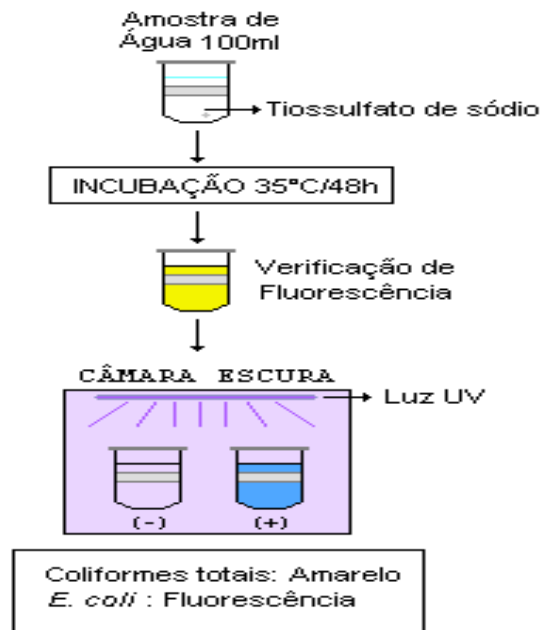 Amostra de
Água 100ml
Tiossulfato de sódio
INCUBAÇÃO 35°C/48h
Verificação de
Fluorescência
CÂMARA ESCURA
Luz UV
(-) (+)
Coliformes totais: Amarelo
E. coli : Fluorescência